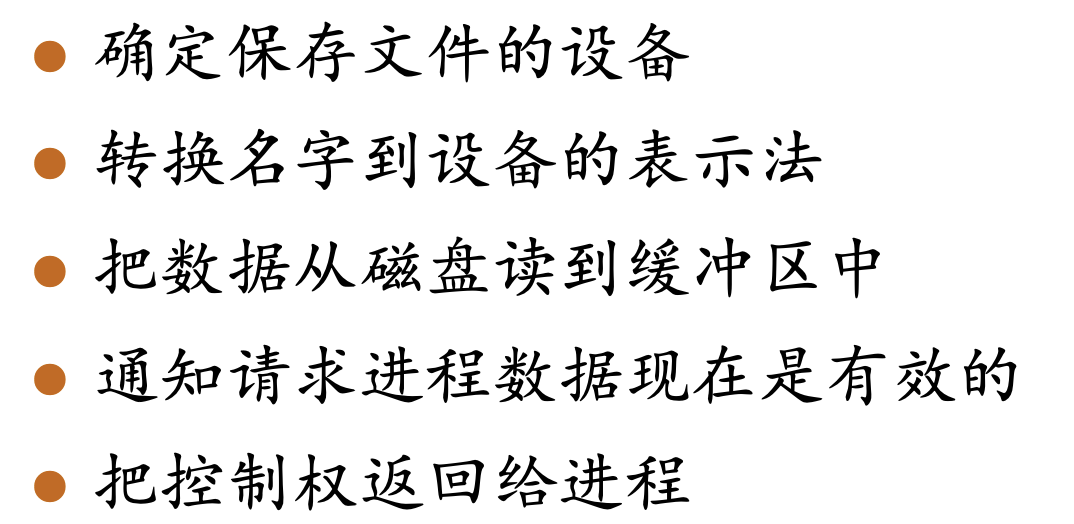 ● 确定保存文件的设备
● 转换名字到设备的表示法
● 把数据从磁盘读到缓冲区中
● 通知请求进程数据现在是有效的
● 把控制权返回给进程